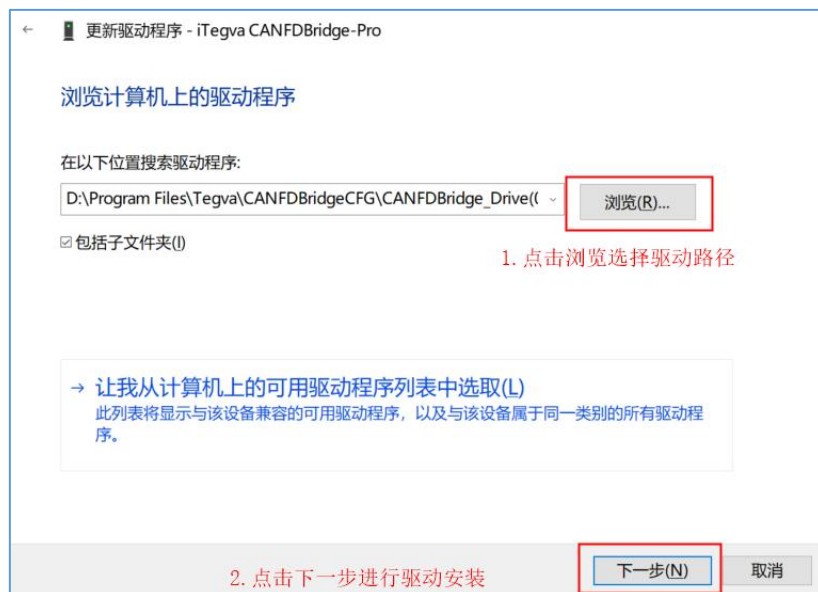 更新驱动程序 - iTegva CANFDBridge-Pro
浏览计算机上的驱动程序
在以下位置搜索驱动程序:
D:\Program Files\Tegva\CANFDBridgeCFG\CANFDBridge_Drive((
浏览(R)...
包括子文件夹(I)
1.点击浏览选择驱动路径
让我从计算机上的可用驱动程序列表中选取(L)
此列表将显示与该设备兼容的可用驱动程序，以及与该设备属于同一类别的所有驱动程
序。
2.点击下一步进行驱动安装
下一步(N)
取消